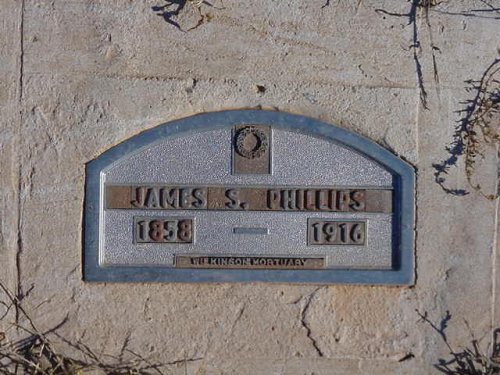 JAMES S. PHILLIPS
1858 1916
WILKINSON MORTUARY